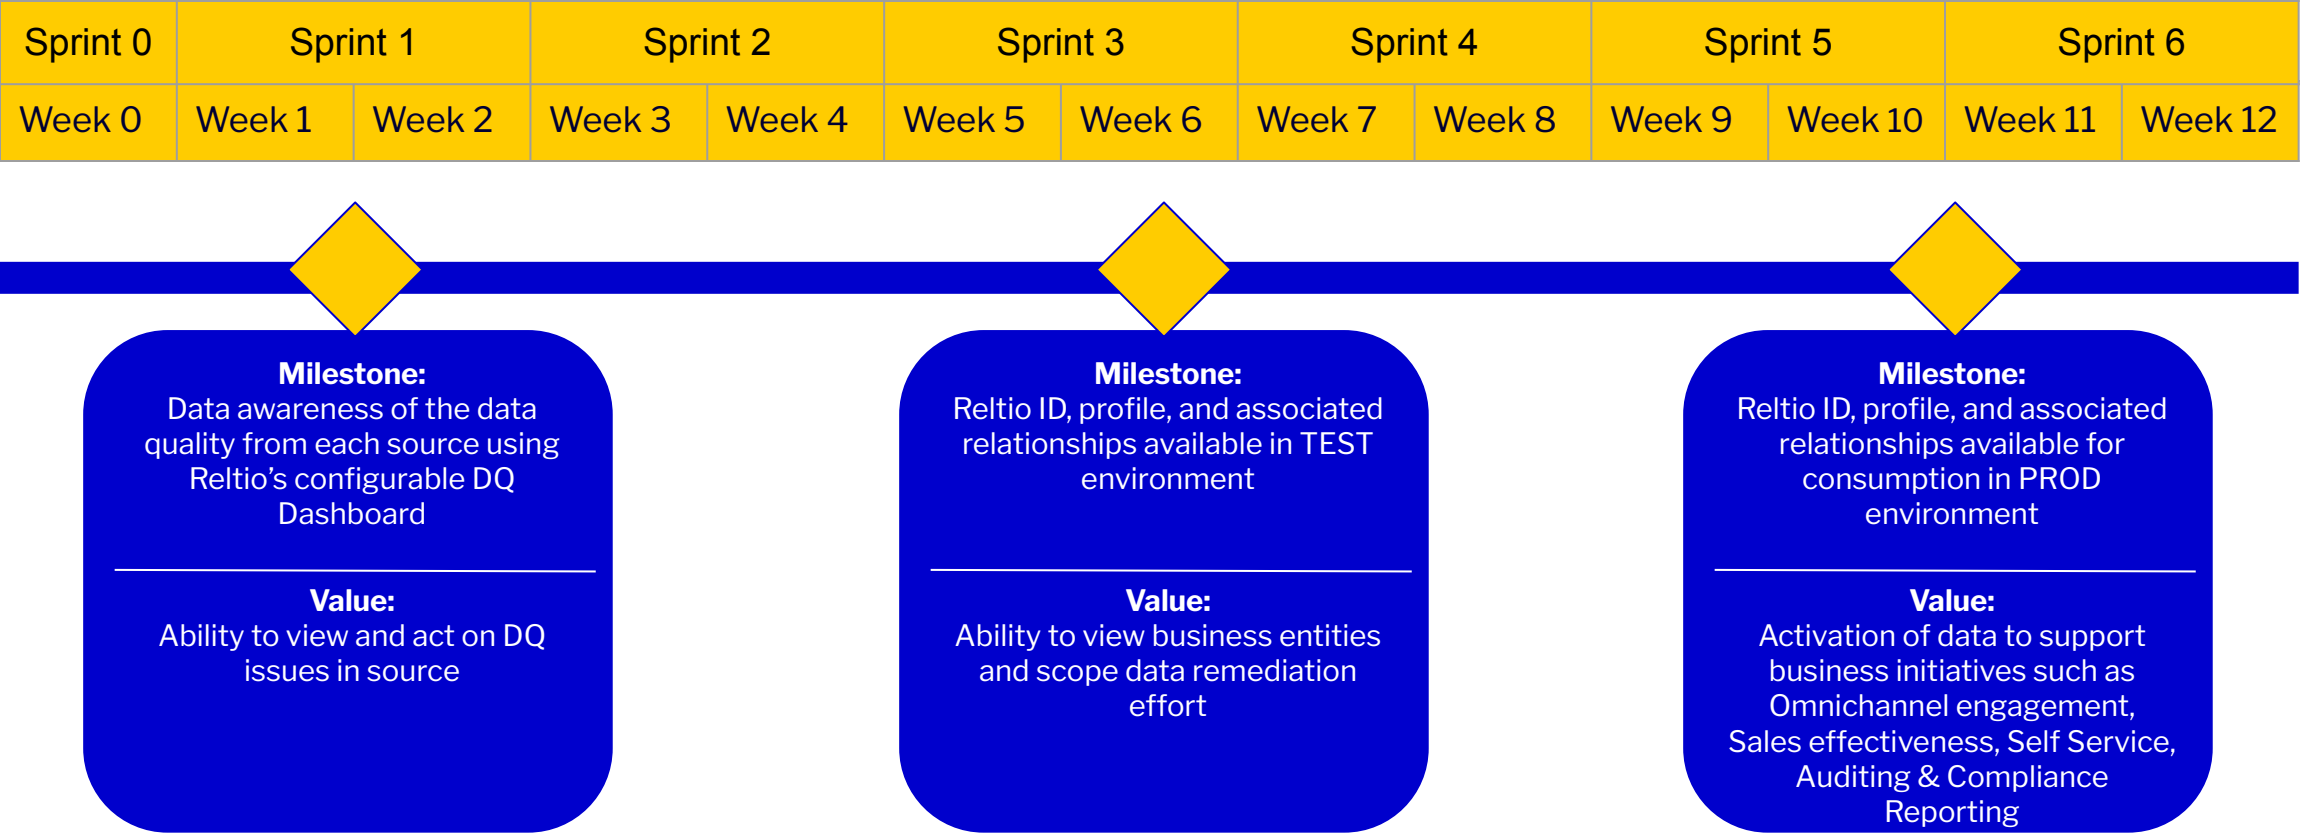 Sprint 0 Sprint 1 Sprint 2 Sprint 3 Sprint 4 Sprint 5 Sprint 6
Week 0 Week 1 Week 2 Week 3 Week 4 Week 5 Week 6 Week 7 Week 8 Week 9 Week 10 Week 11 Week 12
Milestone:
Data awareness of the data
quality from each source using
Reltio’s configurable DQ
Dashboard
Value:
Ability to view and act on DQ
issues in source
Milestone:
Reltio ID, profile, and associated
relationships available in TEST
environment
Value:
Ability to view business entities
and scope data remediation
effort
Milestone:
Reltio ID, profile, and associated
relationships available for
consumption in PROD
environment
Value:
Activation of data to support
business initiatives such as
Omnichannel engagement,
Sales effectiveness, Self Service,
Auditing & Compliance
Reporting